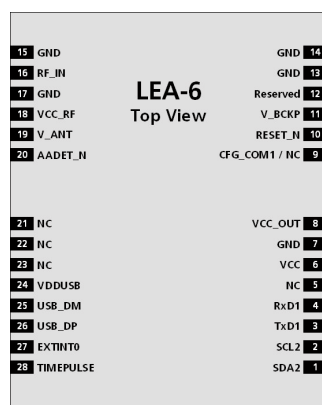 15 GND GND 14
16 RF_IN GND 13
17 GND LEA-6 Reserved 12
18 VCC_RF Top View V_BCKP 11
19 V_ANT RESET_N 10
20 AADET_N CFG_COM1 / NC 9
21 NC VCC_OUT 8
22 NC GND 7
23 NC VCC 6
24 VDDUSB NC 5
25 USB_DM RxD1 4
26 USB_DP TxD1 3
27 EXTINT0 SCL2 2
28 TIMEPULSE SDA2 1